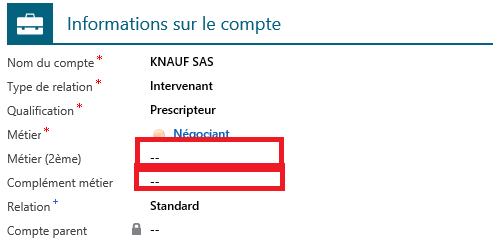 Informations sur le compte
Nom du compte * KNAUF SAS
Type de relation * Intervenant
Qualification * Prescripteur
Métier * Négociant
Métier (2ème) --
Complément métier --
Relation + Standard
Compte parent --